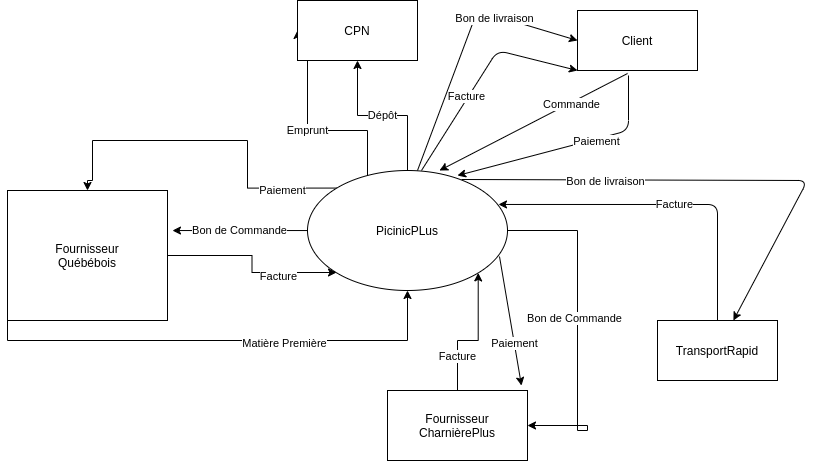 CPN
Bon de livraison
Client
Facture
Commande
Dépôt
Emprunt
Paiement
Bon de livraison
Paiement
Facture
Bon de Commande
PicinicPLus
Fournisseur
Québébois
Facture
Bon de Commande
Matière Première
Paiement
TransportRapid
Facture
Fournisseur
CharnièrePlus